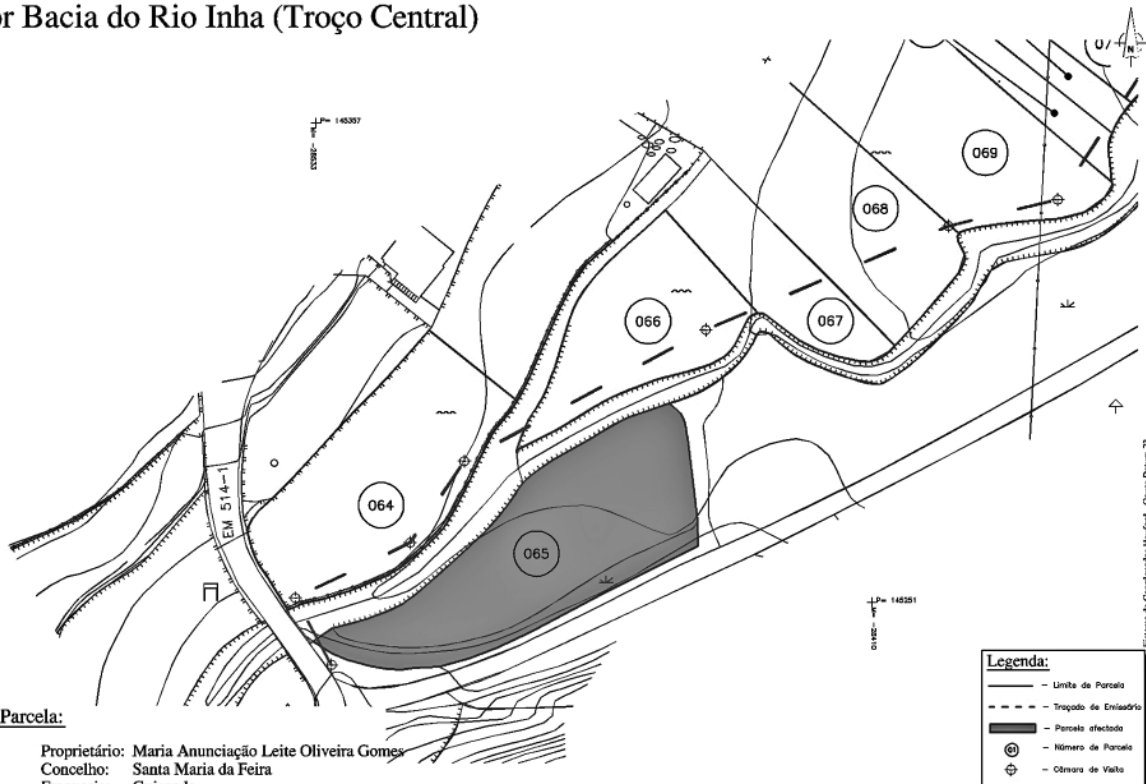 or Bacia do Rio Inha (Troço Central)
N
P= 145357
069
068
066
067
EM 514-1
064
065
P= 145251
Parcela:
Proprietário: Maria Anunciação Leite Oliveira Gomes
Concelho: Santa Maria da Feira
Legenda:
- Limite de Parcela
- Traçado de Emissário
- Parcela afectada
01 - Número de Parcela
- Câmara de Visita